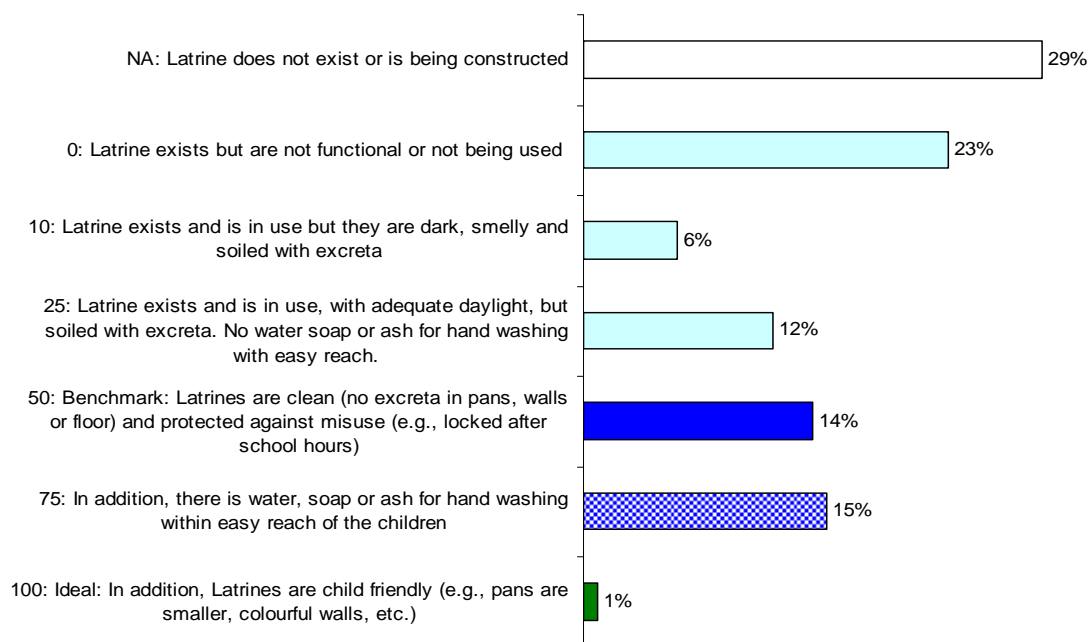 NA: Latrine does not exist or is being constructed
29%
0: Latrine exists but are not functional or not being used
23%
10: Latrine exists and is in use but they are dark, smelly and
soiled with excreta
6%
25: Latrine exists and is in use, with adequate daylight, but
soiled with excreta. No water soap or ash for hand washing
with easy reach.
12%
50: Benchmark: Latrines are clean (no excreta in pans, walls
or floor) and protected against misuse (e.g., locked after
school hours)
14%
75: In addition, there is water, soap or ash for hand washing
within easy reach of the children
15%
100: Ideal: In addition, Latrines are child friendly (e.g., pans are
smaller, colourful walls, etc.)
1%